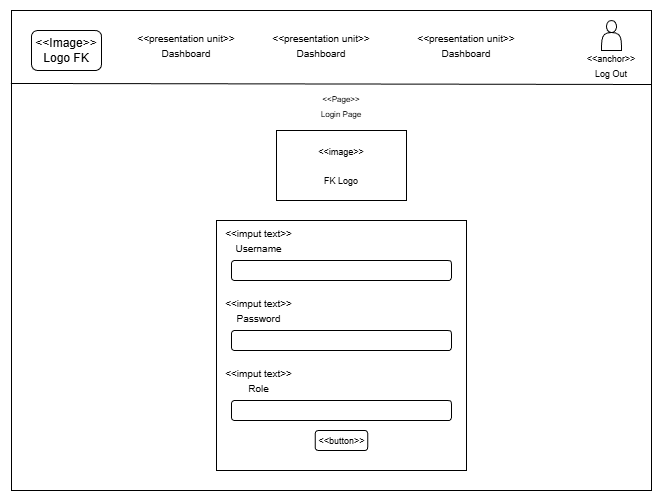 <<Image>>
Logo FK
<<presentation unit>>
Dashboard
<<presentation unit>>
Dashboard
<<presentation unit>>
Dashboard
<<anchor>>
Log Out
<<Page>>
Login Page
<<image>>
FK Logo
<<imput text>>
Username
<<imput text>>
Password
<<imput text>>
Role
<<button>>